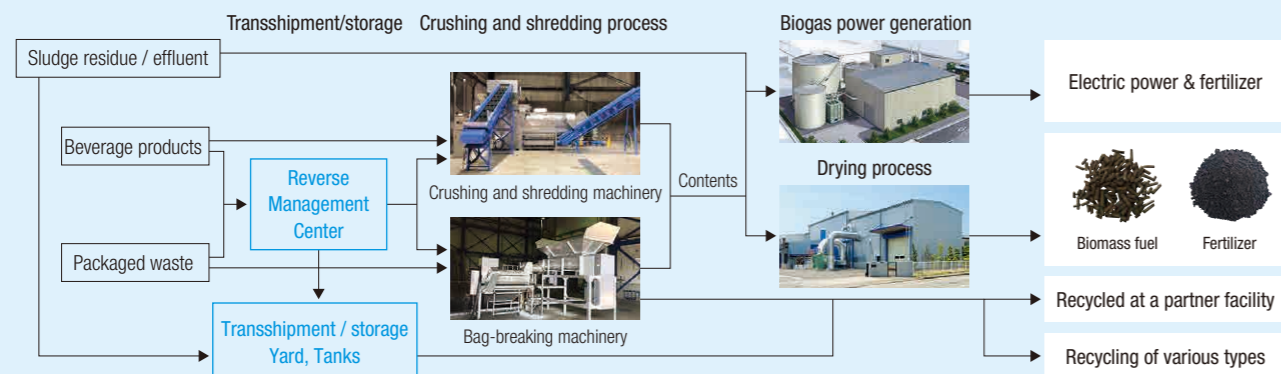 Transshipment/storage
Crushing and shredding process
Biogas power generation
Sludge residue / effluent
Electric power & fertilizer
Beverage products
Reverse
Management
Center
Crushing and shredding machinery
Contents
Drying process
Packaged waste
Biomass fuel
Fertilizer
Transshipment / storage
Yard, Tanks
Bag-breaking machinery
Recycled at a partner facility
Recycling of various types